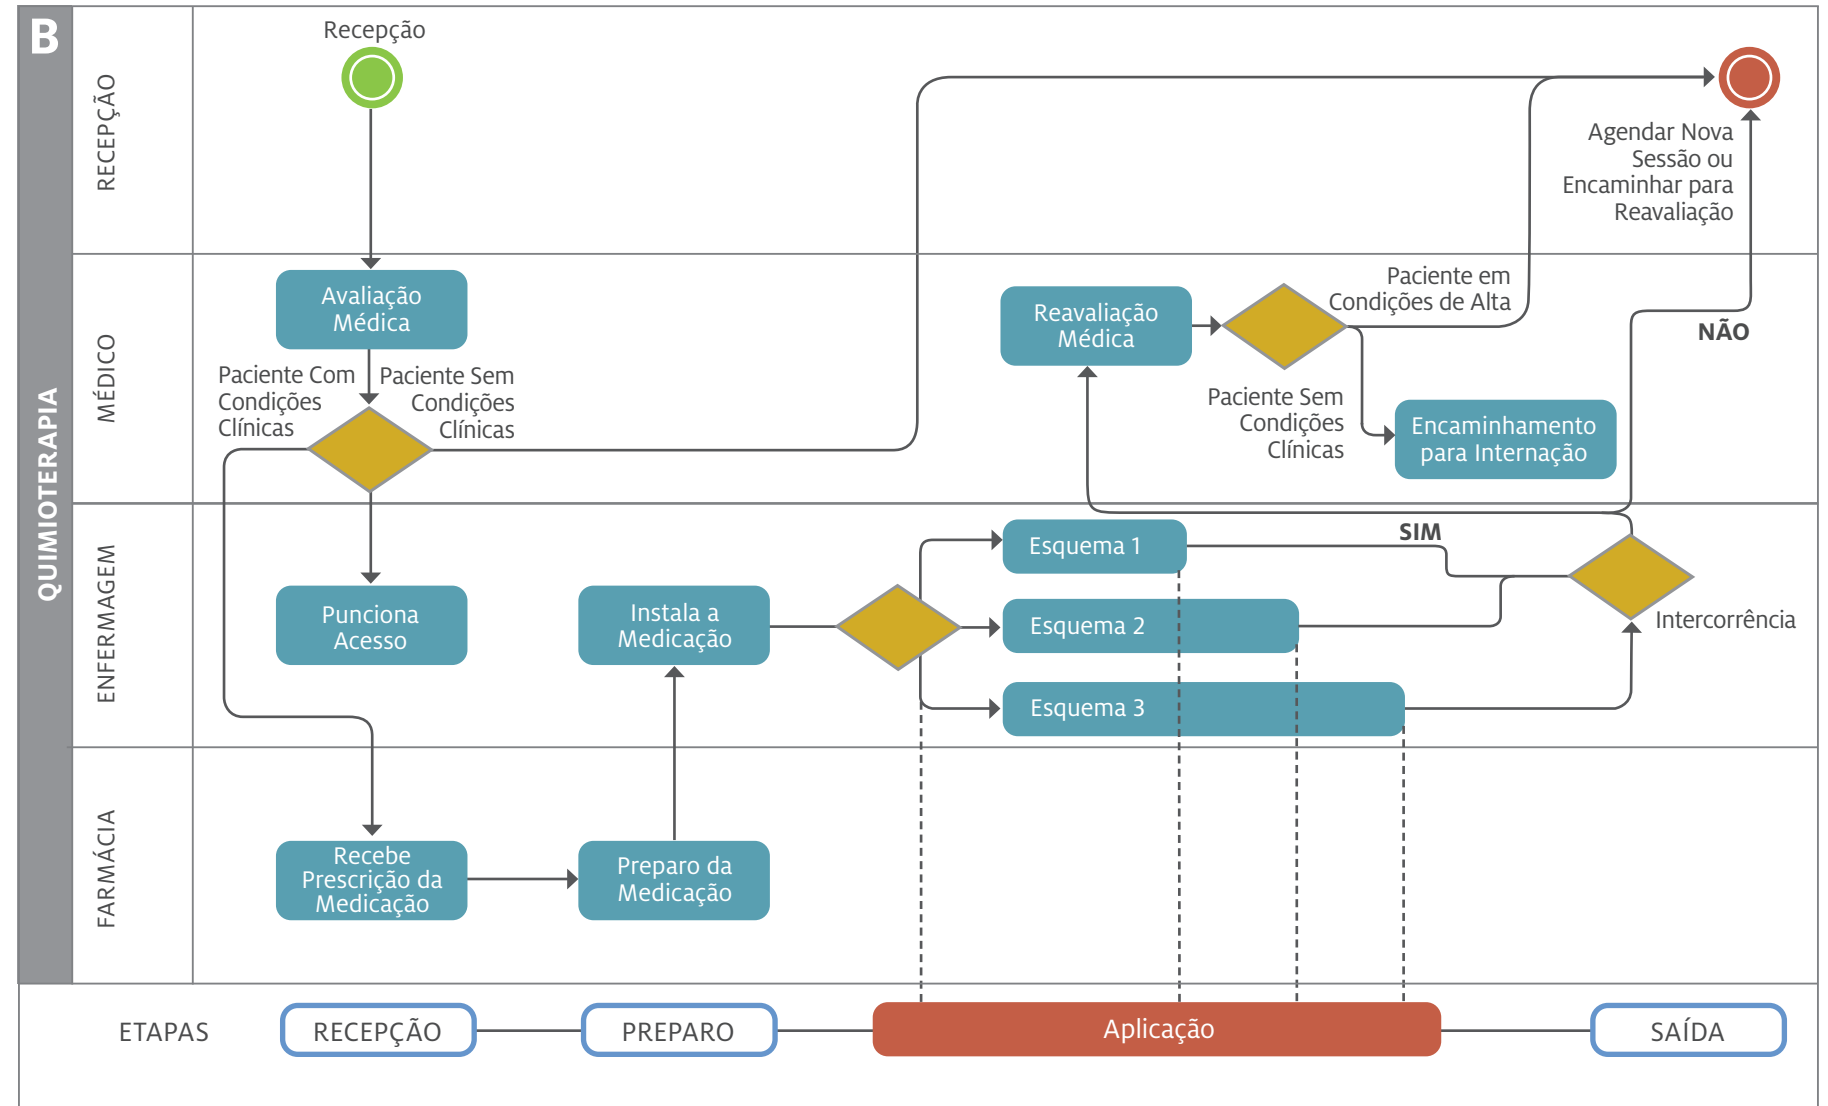 B
QUIMIOTERAPIA
RECEPÇÃO
Recepção
Agendar Nova
Sessão ou
Encaminhar para
Reavaliação
MÉDICO
Avaliação
Médica
Paciente Com
Condições
Clínicas
Paciente Sem
Condições
Clínicas
Reavaliação
Médica
Paciente em
Condições de Alta
NÃO
Paciente Sem
Condições
Clínicas
Encaminhamento
para Internação
ENFERMAGEM
Punciona
Acesso
Instala a
Medicação
Esquema 1
SIM
Esquema 2
Intercorrência
Esquema 3
FARMÁCIA
Recebe
Prescrição da
Medicação
Preparo da
Medicação
ETAPAS
RECEPÇÃO
PREPARO
Aplicação
SAÍDA